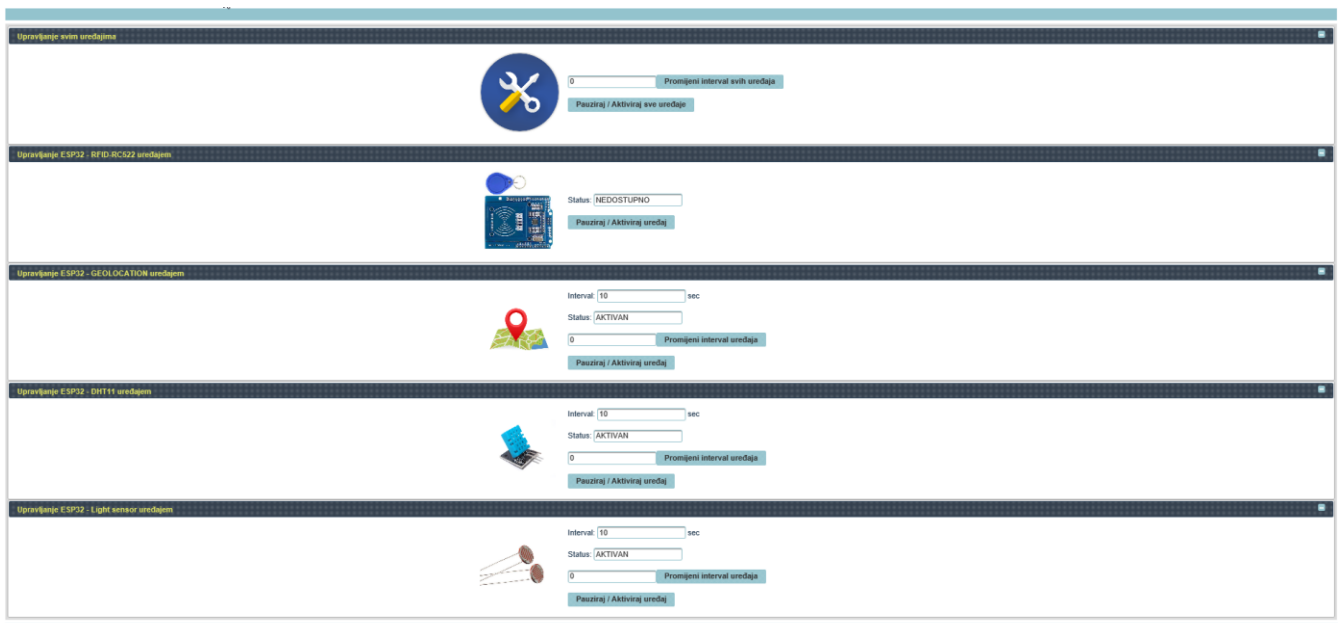 Upravljanje svim uređajima
0 Promijeni interval svih uređaja
Pauziraj / Aktiviraj sve uređaje
Upravljanje ESP32 - RFID-RC522 uređajem
Status: NEDOSTUPNO
Pauziraj / Aktiviraj uređaj
Upravljanje ESP32 - GEOLOCATION uređajem
Interval: 10 sec
Status: AKTIVAN
0 Promijeni interval uređaja
Pauziraj / Aktiviraj uređaj
Upravljanje ESP32 - DHT11 uređajem
Interval: 10 sec
Status: AKTIVAN
0 Promijeni interval uređaja
Pauziraj / Aktiviraj uređaj
Upravljanje ESP32 - Light sensor uređajem
Interval: 10 sec
Status: AKTIVAN
0 Promijeni interval uređaja
Pauziraj / Aktiviraj uređaj